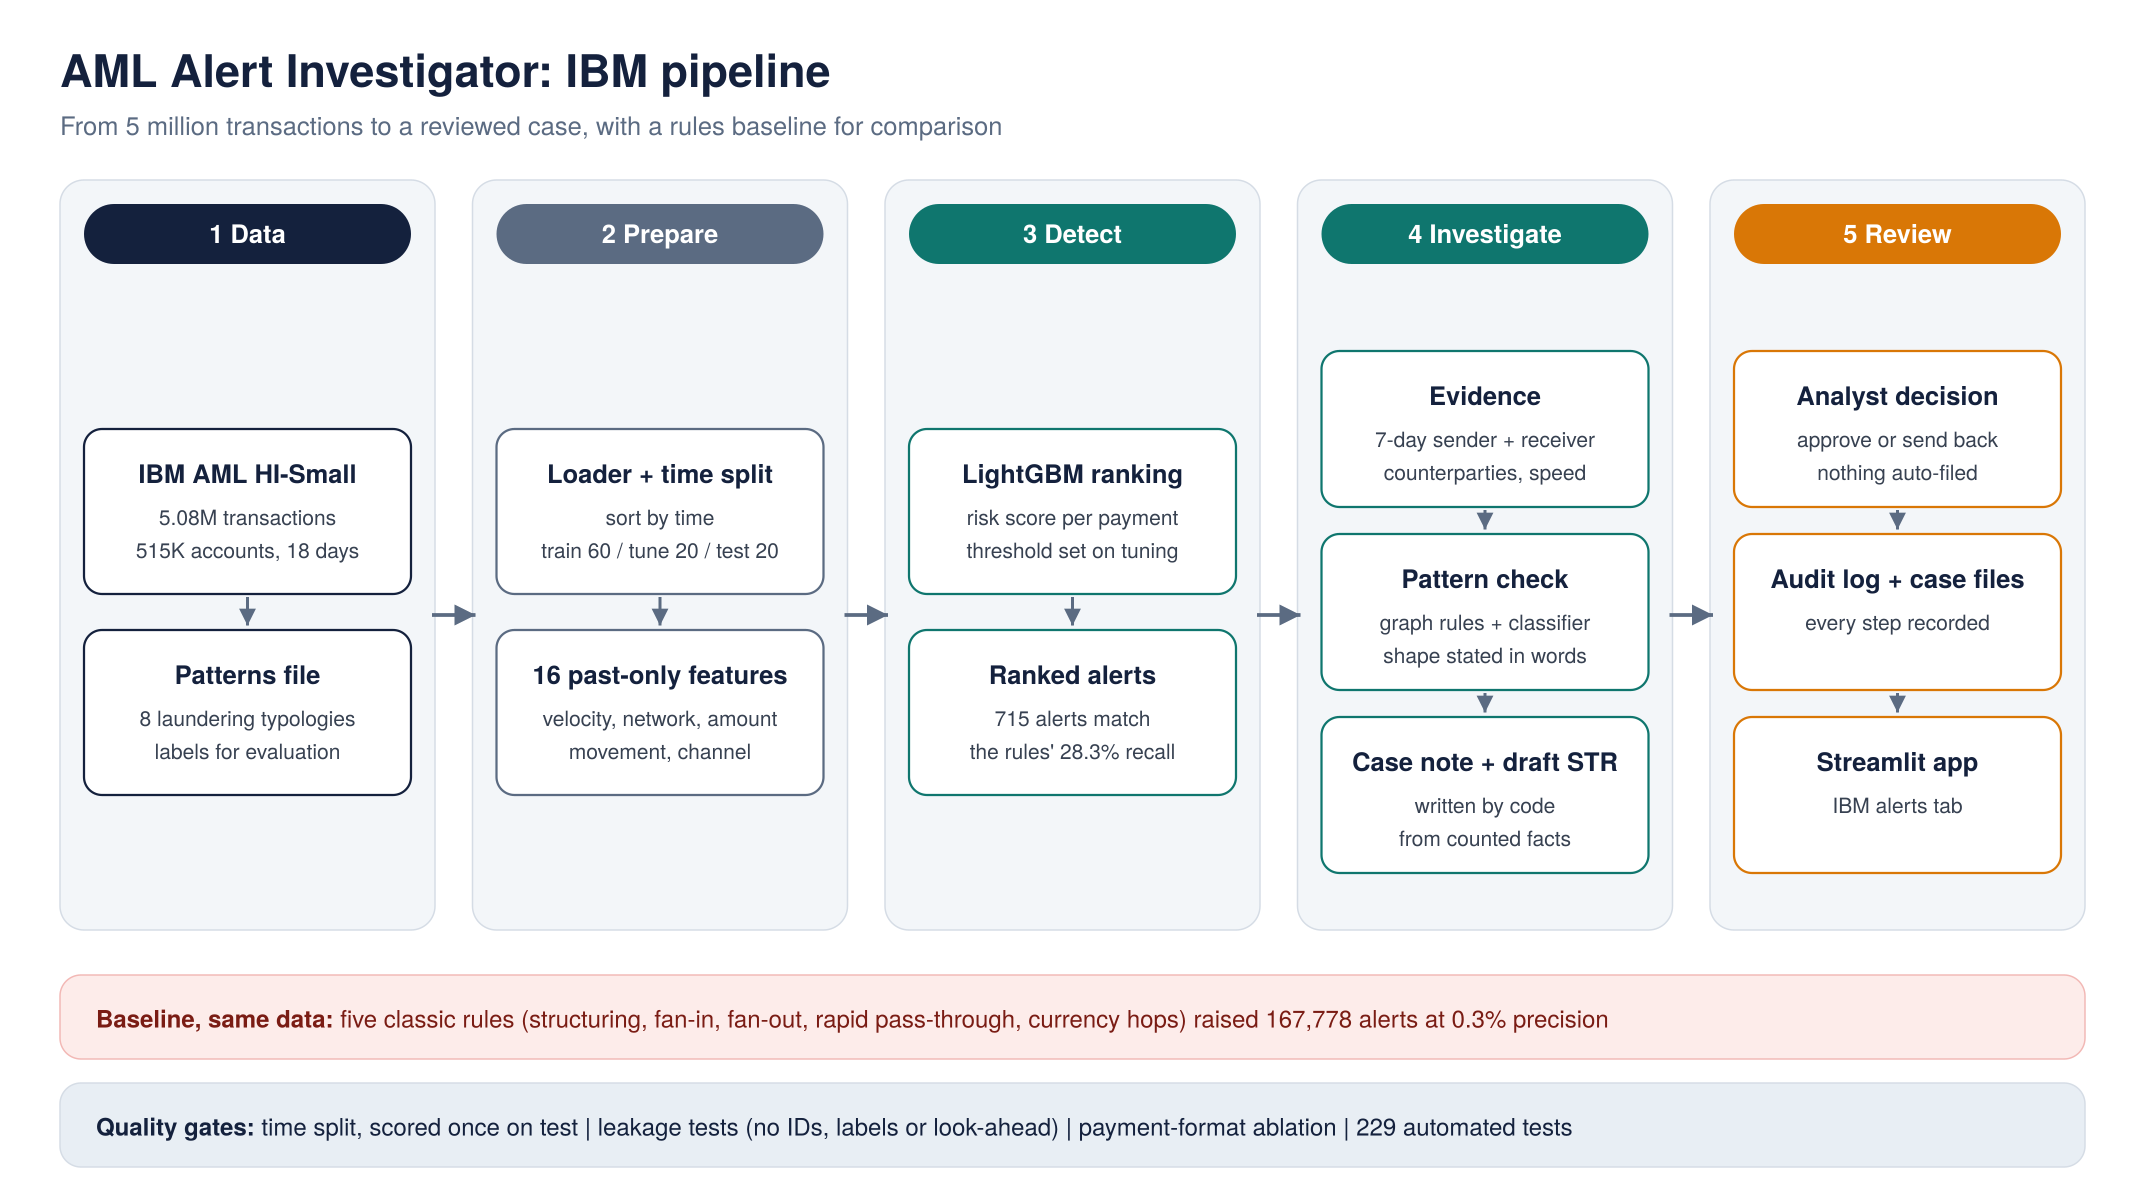 AML Alert Investigator: IBM pipeline
From 5 million transactions to a reviewed case, with a rules baseline for comparison
1 Data
IBM AML HI-Small
5.08M transactions
515K accounts, 18 days
Patterns file
8 laundering typologies
labels for evaluation
2 Prepare
Loader + time split
sort by time
train 60 / tune 20 / test 20
16 past-only features
velocity, network, amount
movement, channel
3 Detect
LightGBM ranking
risk score per payment
threshold set on tuning
Ranked alerts
715 alerts match
the rules' 28.3% recall
4 Investigate
Evidence
7-day sender + receiver
counterparties, speed
Pattern check
graph rules + classifier
shape stated in words
Case note + draft STR
written by code
from counted facts
5 Review
Analyst decision
approve or send back
nothing auto-filed
Audit log + case files
every step recorded
Streamlit app
IBM alerts tab
Baseline, same data: five classic rules (structuring, fan-in, fan-out, rapid pass-through, currency hops) raised 167,778 alerts at 0.3% precision
Quality gates: time split, scored once on test | leakage tests (no IDs, labels or look-ahead) | payment-format ablation | 229 automated tests